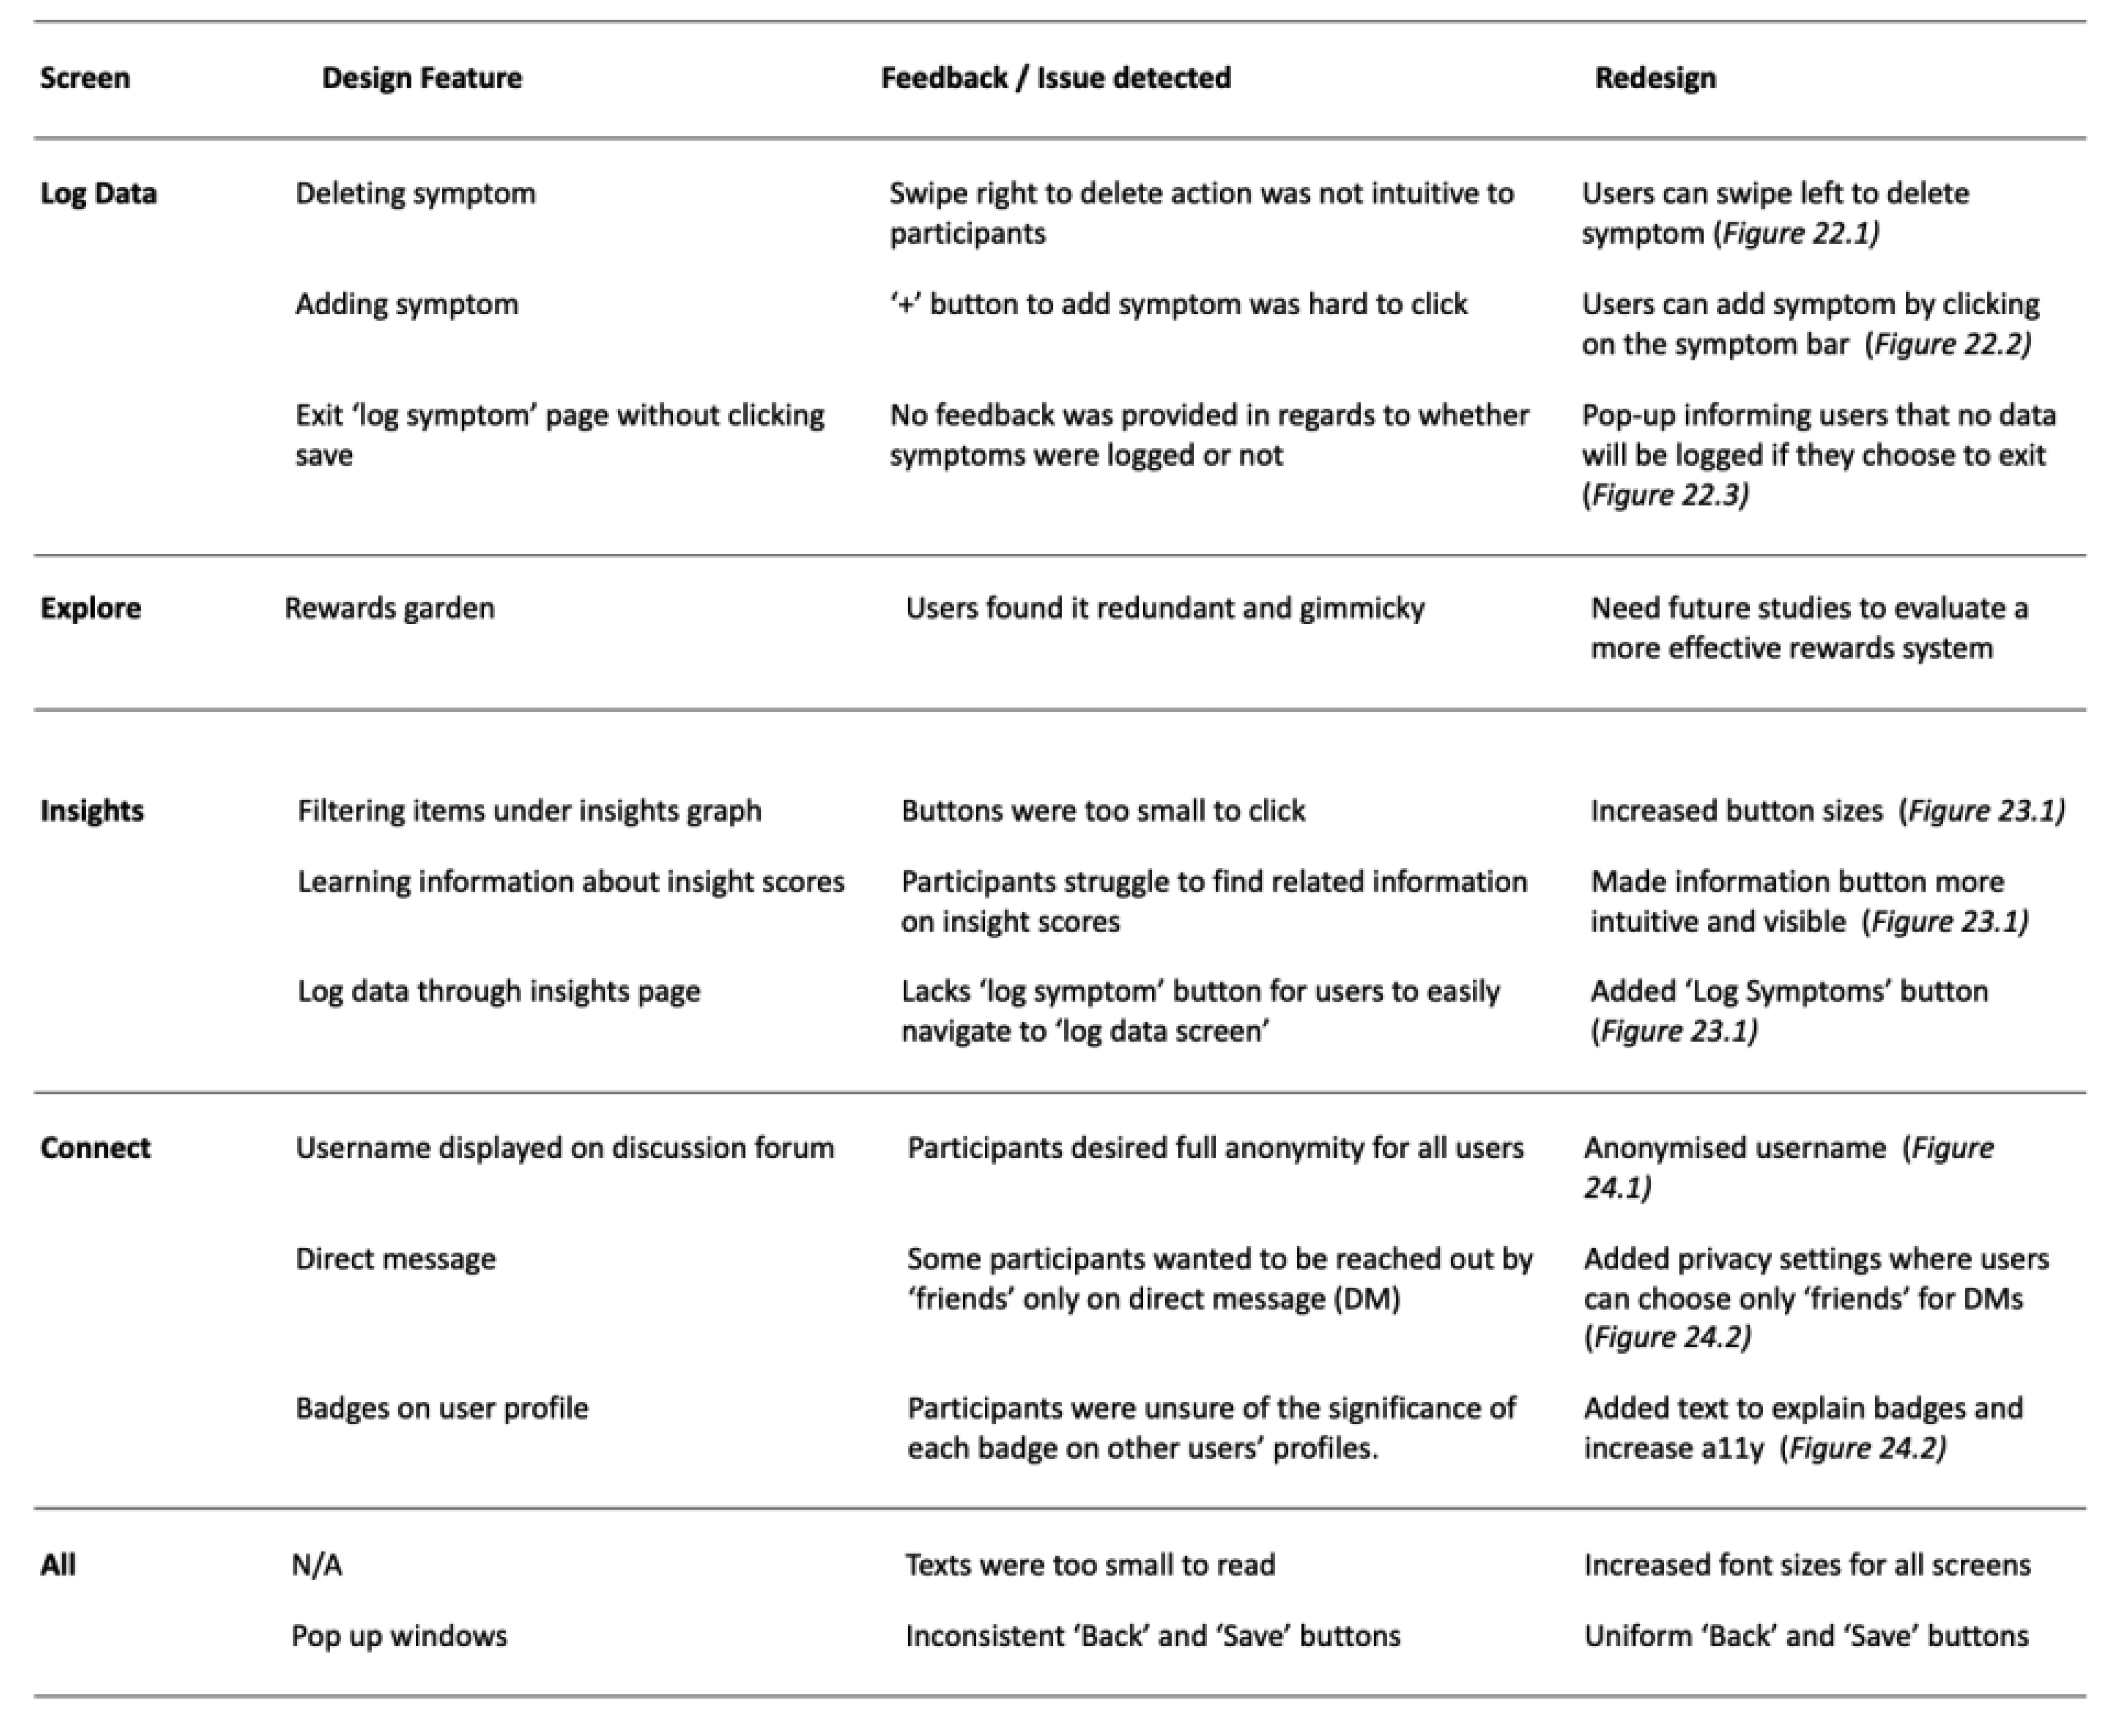 Screen Design Feature Feedback / Issue detected Redesign
Log Data Deleting symptom Swipe right to delete action was not intuitive to participants Users can swipe left to delete symptom (Figure 22.1)
Adding symptom ‘+’ button to add symptom was hard to click Users can add symptom by clicking on the symptom bar (Figure 22.2)
Exit ‘log symptom’ page without clicking save No feedback was provided in regards to whether symptoms were logged or not Pop-up informing users that no data will be logged if they choose to exit (Figure 22.3)
Explore Rewards garden Users found it redundant and gimmicky Need future studies to evaluate a more effective rewards system
Insights Filtering items under insights graph Buttons were too small to click Increased button sizes (Figure 23.1)
Learning information about insight scores Participants struggle to find related information on insight scores Made information button more intuitive and visible (Figure 23.1)
Log data through insights page Lacks ‘log symptom’ button for users to easily navigate to ‘log data screen’ Added ‘Log Symptoms’ button (Figure 23.1)
Connect Username displayed on discussion forum Participants desired full anonymity for all users Anonymised username (Figure 24.1)
Direct message Some participants wanted to be reached out by ‘friends’ only on direct message (DM) Added privacy settings where users can choose only ‘friends’ for DMs (Figure 24.2)
Badges on user profile Participants were unsure of the significance of each badge on other users’ profiles. Added text to explain badges and increase a11y (Figure 24.2)
All N/A Texts were too small to read Increased font sizes for all screens
Pop up windows Inconsistent ‘Back’ and ‘Save’ buttons Uniform ‘Back’ and ‘Save’ buttons